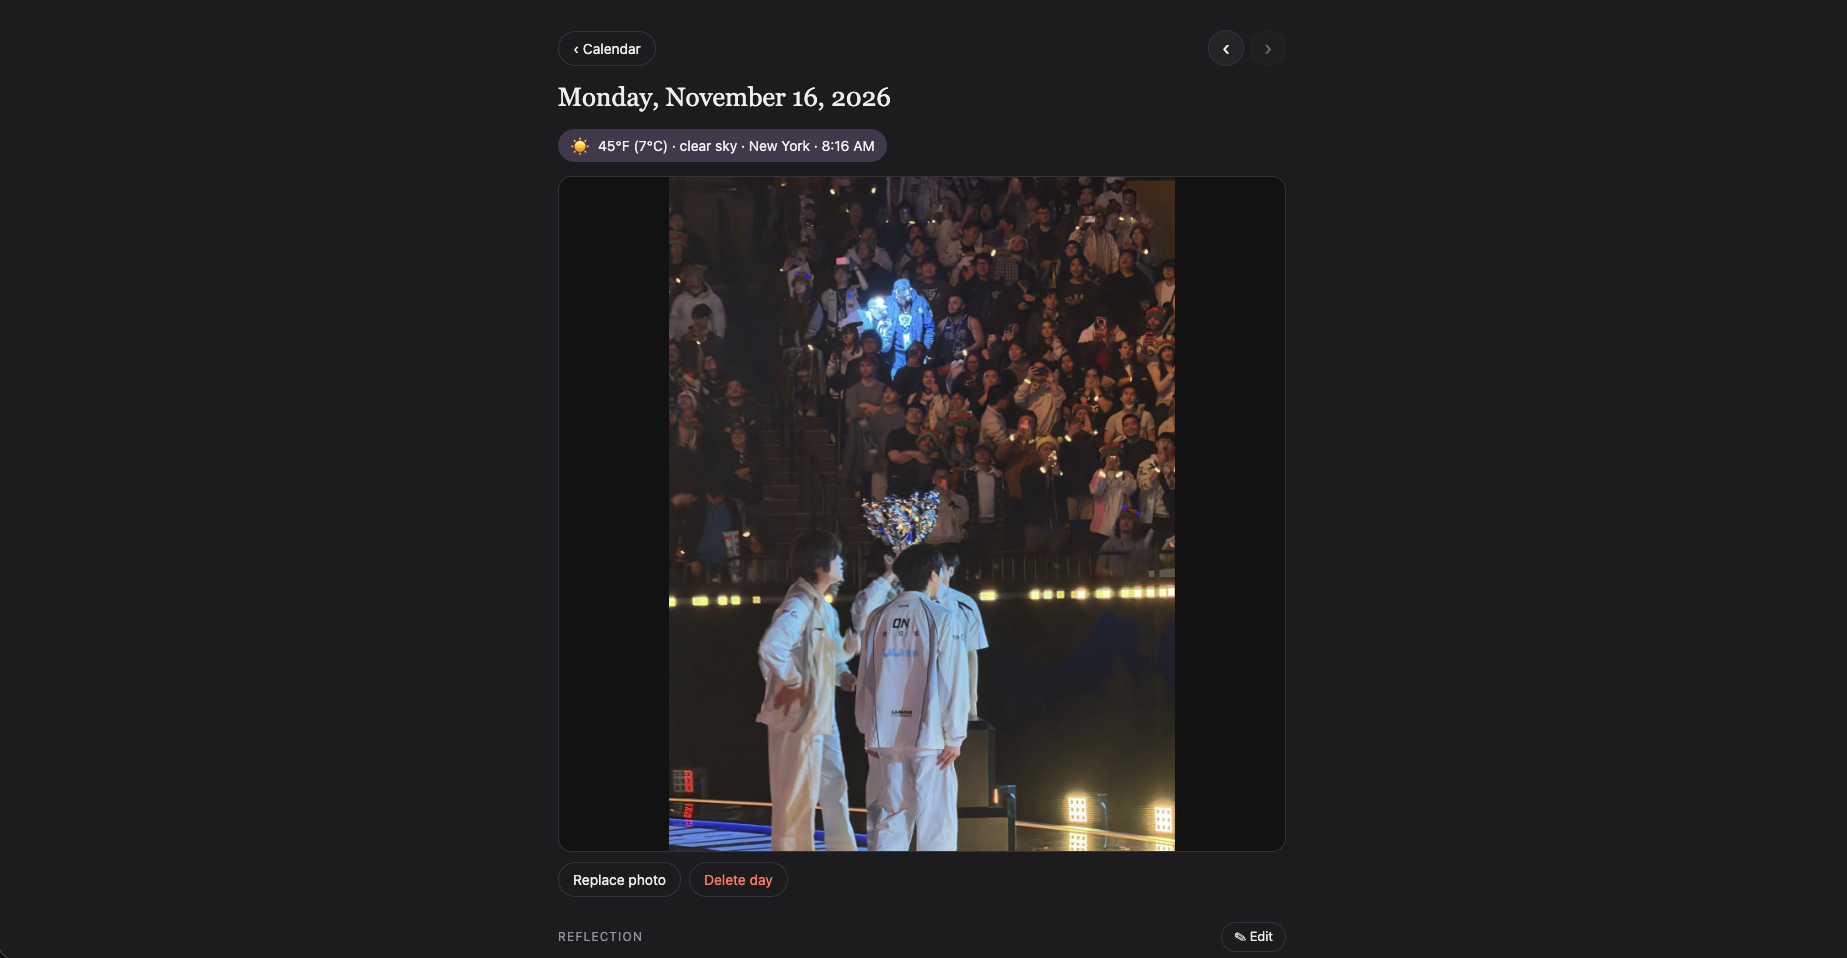 ‹ Calendar
‹
›
Monday, November 16, 2026
45°F (7°C) · clear sky · New York · 8:16 AM
DN
Replace photo
Delete day
REFLECTION
✎ Edit